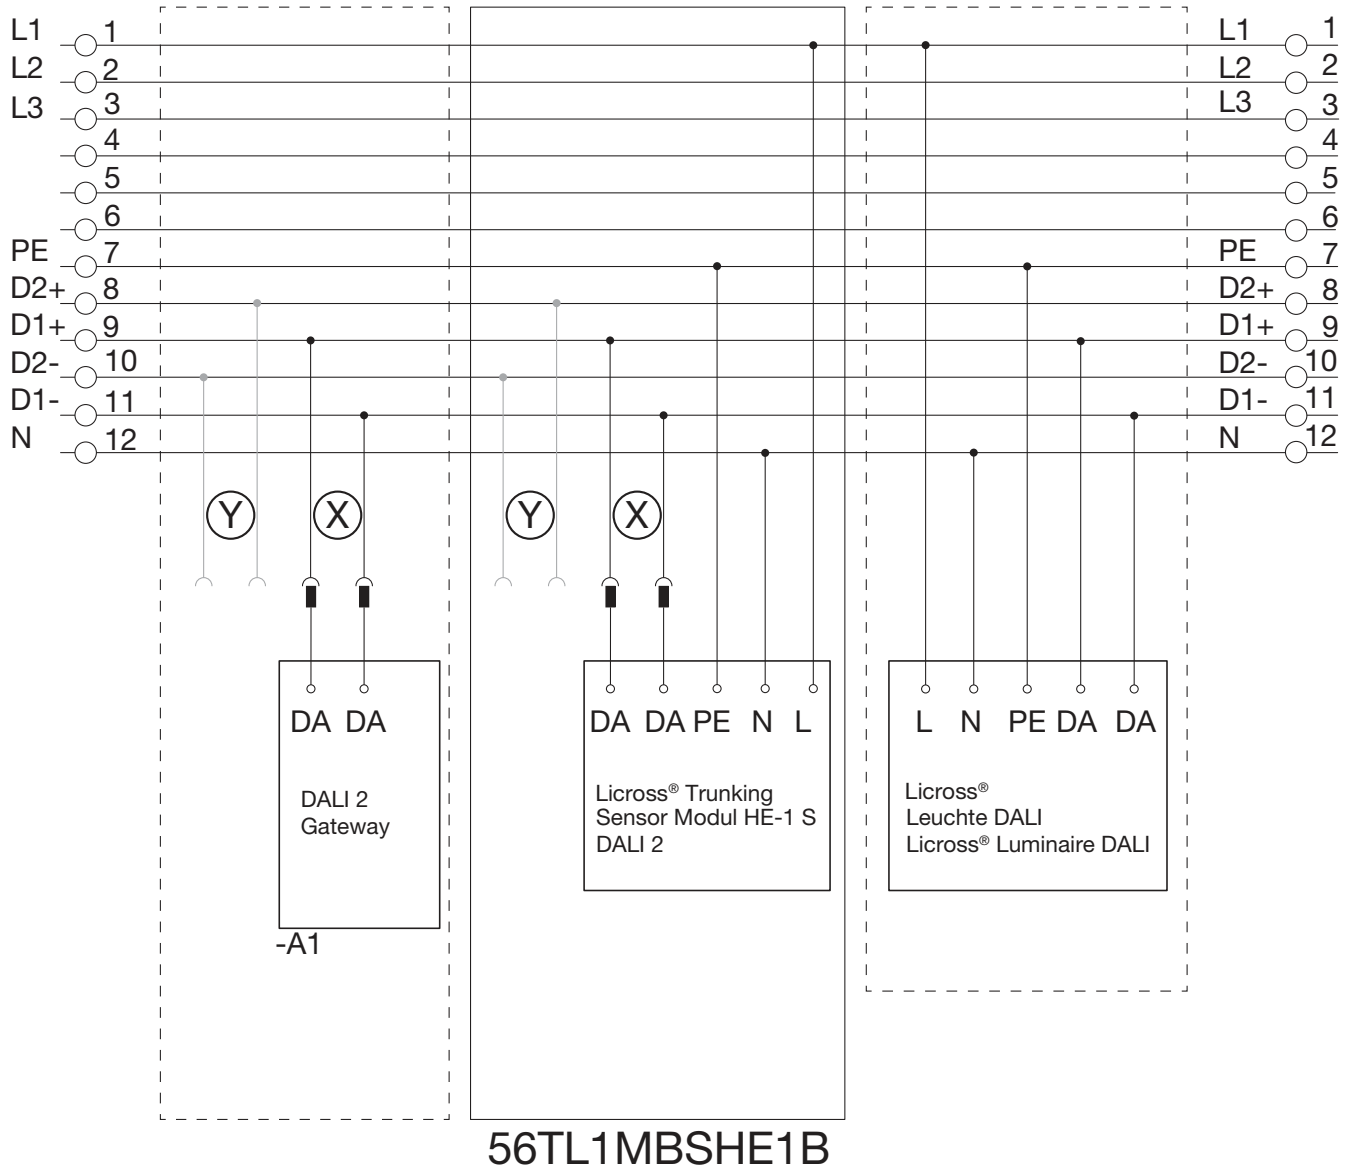 L1 1
L2 2
L3 3
4
5
6
PE 7
D2+ 8
D1+ 9
D2- 10
D1- 11
N 12
L1 1
L2 2
L3 3
4
5
6
PE 7
D2+ 8
D1+ 9
D2- 10
D1- 11
N 12
Y X
Y X
DA DA
DALI 2
Gateway
-A1
DA DA PE N L
Licross® Trunking
Sensor Modul HE-1 S
DALI 2
L N PE DA DA
Licross®
Leuchte DALI
Licross® Luminaire DALI
56TL1MBSHE1B